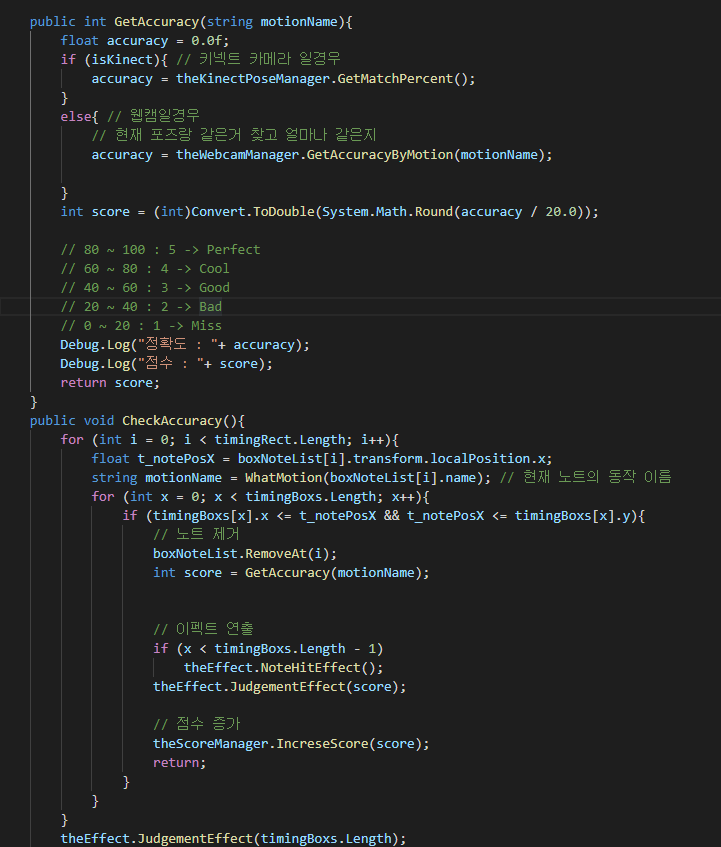 public int GetAccuracy(string motionName){
float accuracy = 0.0f;
if (isKinect){ // 키넥트 카메라 일경우
accuracy = theKinectPoseManager.GetMatchPercent();
}
else{ // 웹캠일경우
// 현재 포즈랑 같은거 찾고 얼마나 같은지
accuracy = theWebcamManager.GetAccuracyByMotion(motionName);
}
int score = (int)Convert.ToDouble(System.Math.Round(accuracy / 20.0));
// 80 ~ 100 : 5 -> Perfect
// 60 ~ 80 : 4 -> Cool
// 40 ~ 60 : 3 -> Good
// 20 ~ 40 : 2 -> Bad
// 0 ~ 20 : 1 -> Miss
Debug.Log("정확도 : "+ accuracy);
Debug.Log("점수 : "+ score);
return score;
}
public void CheckAccuracy(){
for (int i = 0; i < timingRect.Length; i++){
float t_notePosX = boxNoteList[i].transform.localPosition.x;
string motionName = WhatMotion(boxNoteList[i].name); // 현재 노트의 동작 이름
for (int x = 0; x < timingBoxs.Length; x++){
if (timingBoxs[x].x <= t_notePosX && t_notePosX <= timingBoxs[x].y){
// 노트 제거
boxNoteList.RemoveAt(i);
int score = GetAccuracy(motionName);
// 이펙트 연출
if (x < timingBoxs.Length - 1)
theEffect.NoteHitEffect();
theEffect.JudgementEffect(score);
// 점수 증가
theScoreManager.IncreseScore(score);
return;
}
}
}
theEffect.JudgementEffect(timingBoxs.Length);